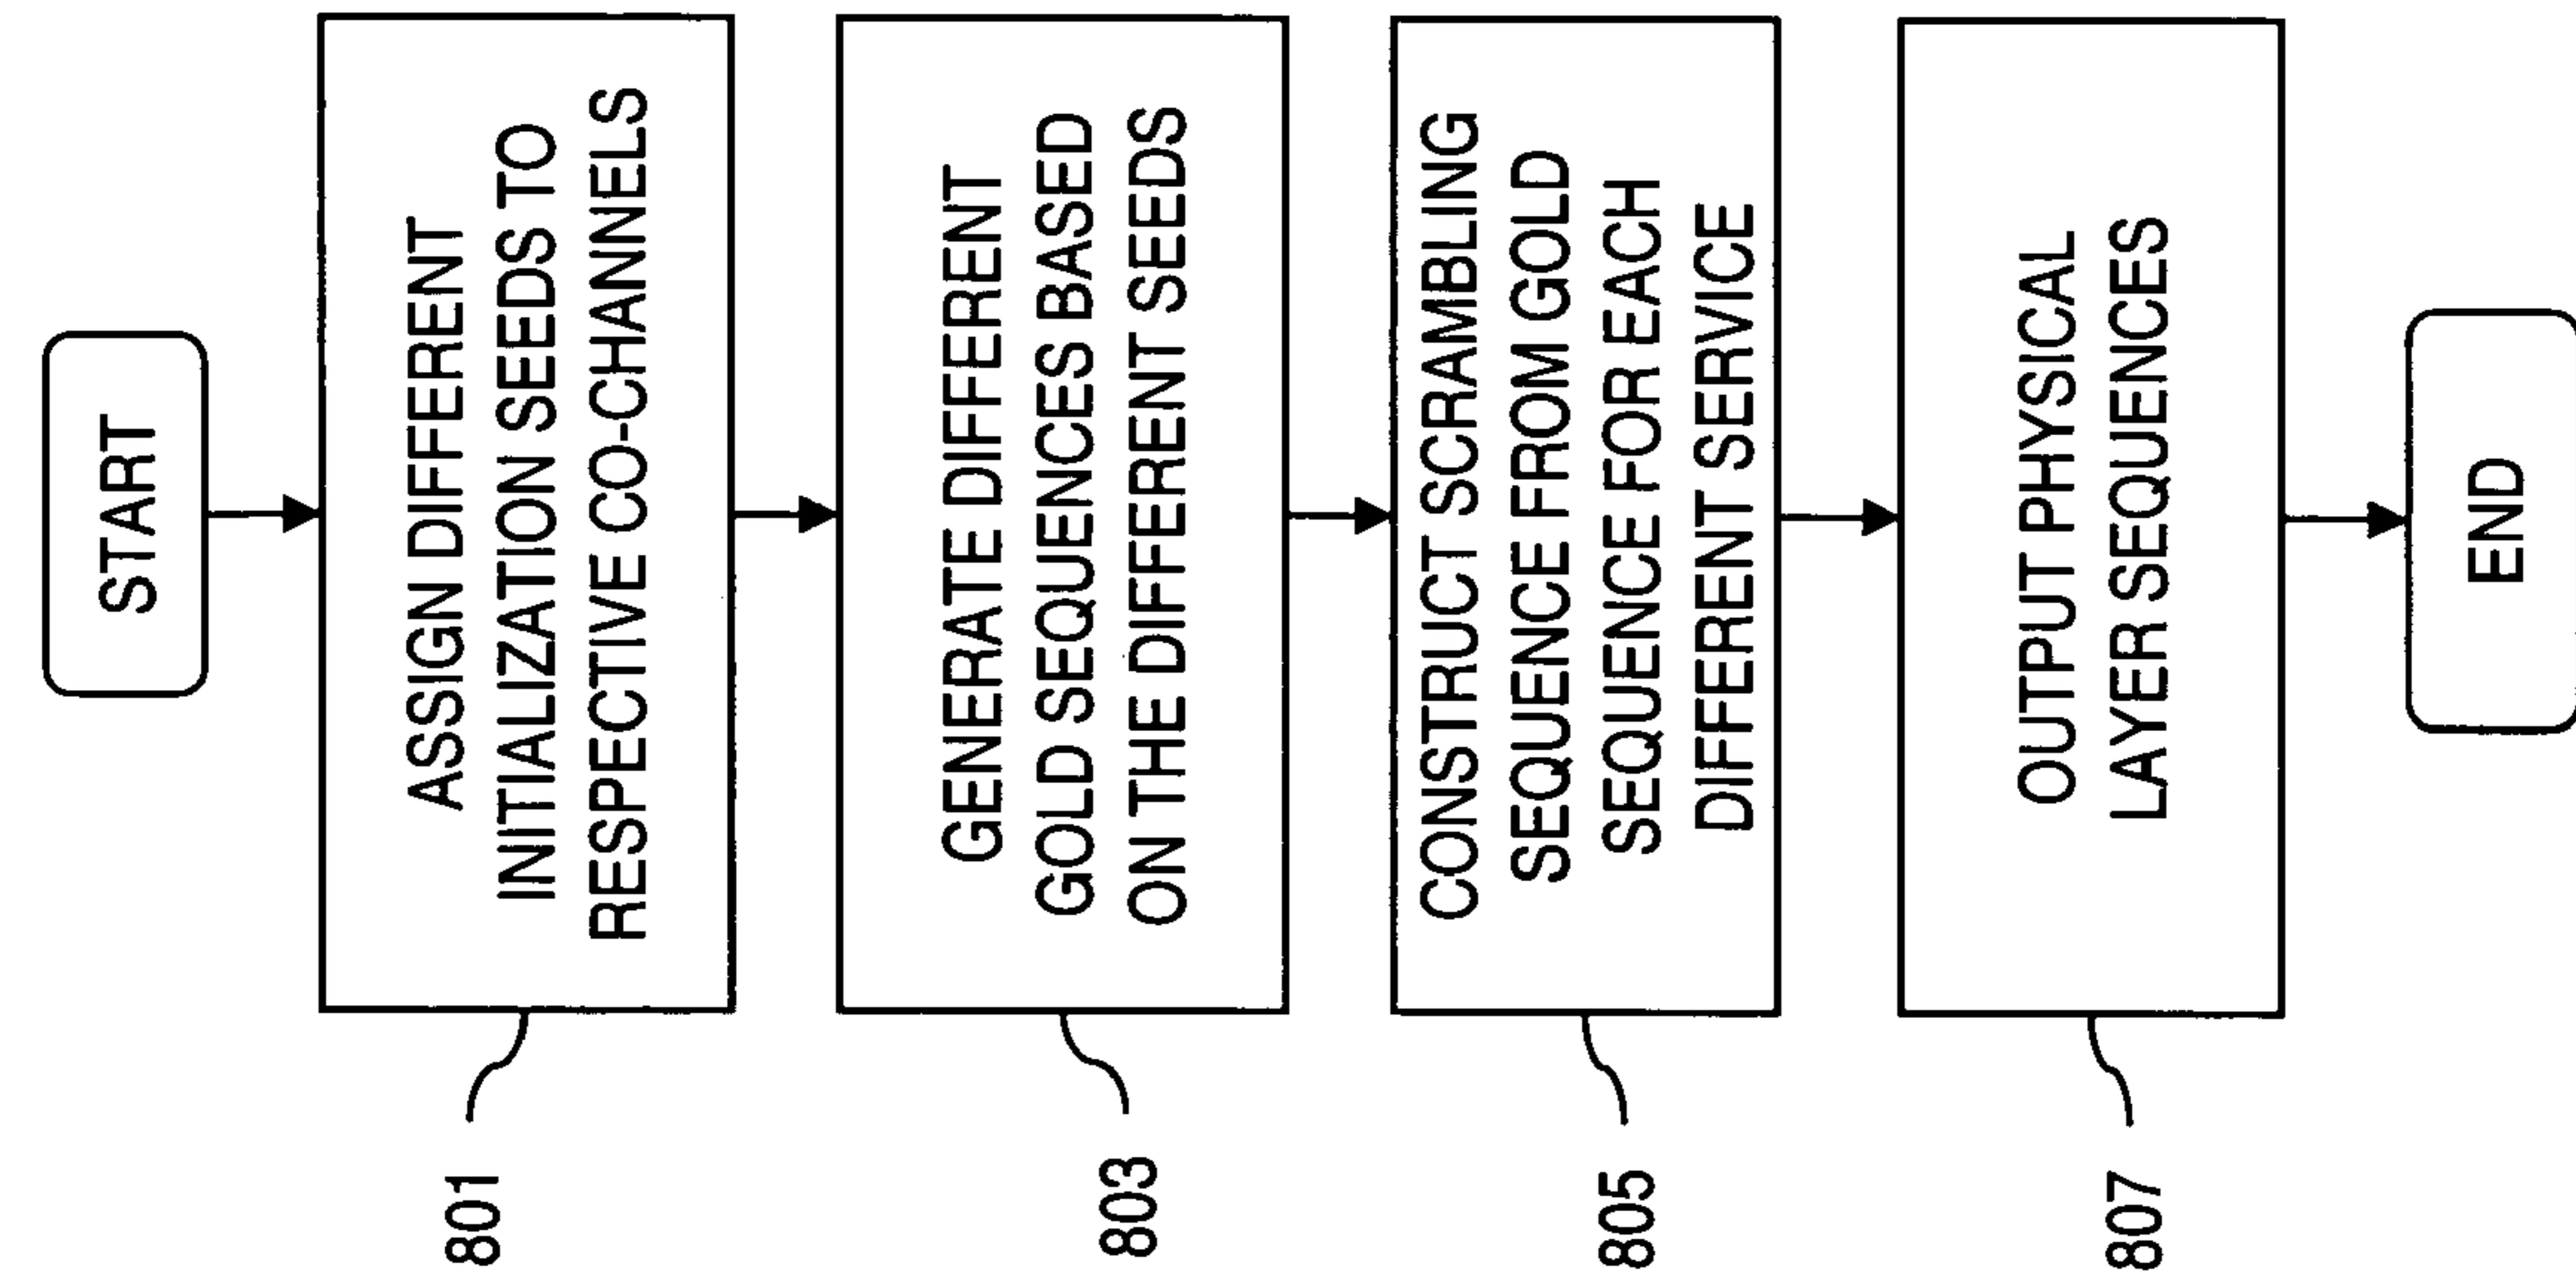 START
801
ASSIGN DIFFERENT
INITIALIZATION SEEDS TO
RESPECTIVE CO-CHANNELS
803
GENERATE DIFFERENT
GOLD SEQUENCES BASED
ON THE DIFFERENT SEEDS
805
CONSTRUCT SCRAMBLING
SEQUENCE FROM GOLD
SEQUENCE FOR EACH
DIFFERENT SERVICE
807
OUTPUT PHYSICAL
LAYER SEQUENCES
END